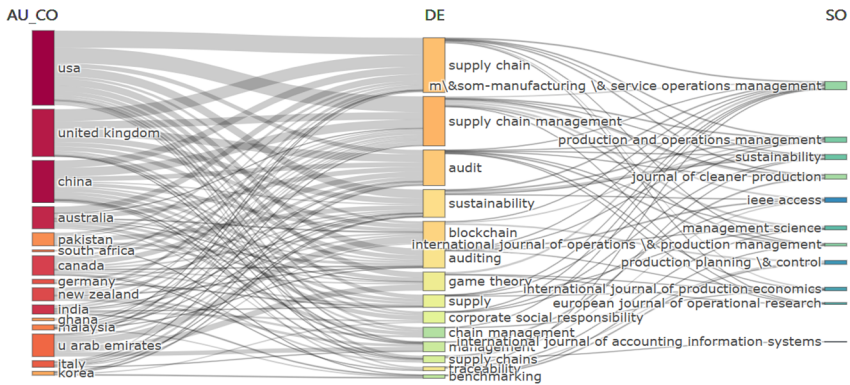 AU_CO
DE
SO
usa
united kingdom
china
australia
pakistan
south africa
canada
germany
new zealand
india
ghana
malaysia
u arab emirates
italy
korea
supply chain
supply chain management
audit
sustainability
blockchain
auditing
game theory
supply
corporate social responsibility
chain management
management
supply chains
traceability
benchmarking
m\&som-manufacturing \& service operations management
production and operations management
sustainability
journal of cleaner production
ieee access
management science
international journal of operations \& production management
production planning \& control
international journal of production economics
european journal of operational research
international journal of accounting information systems